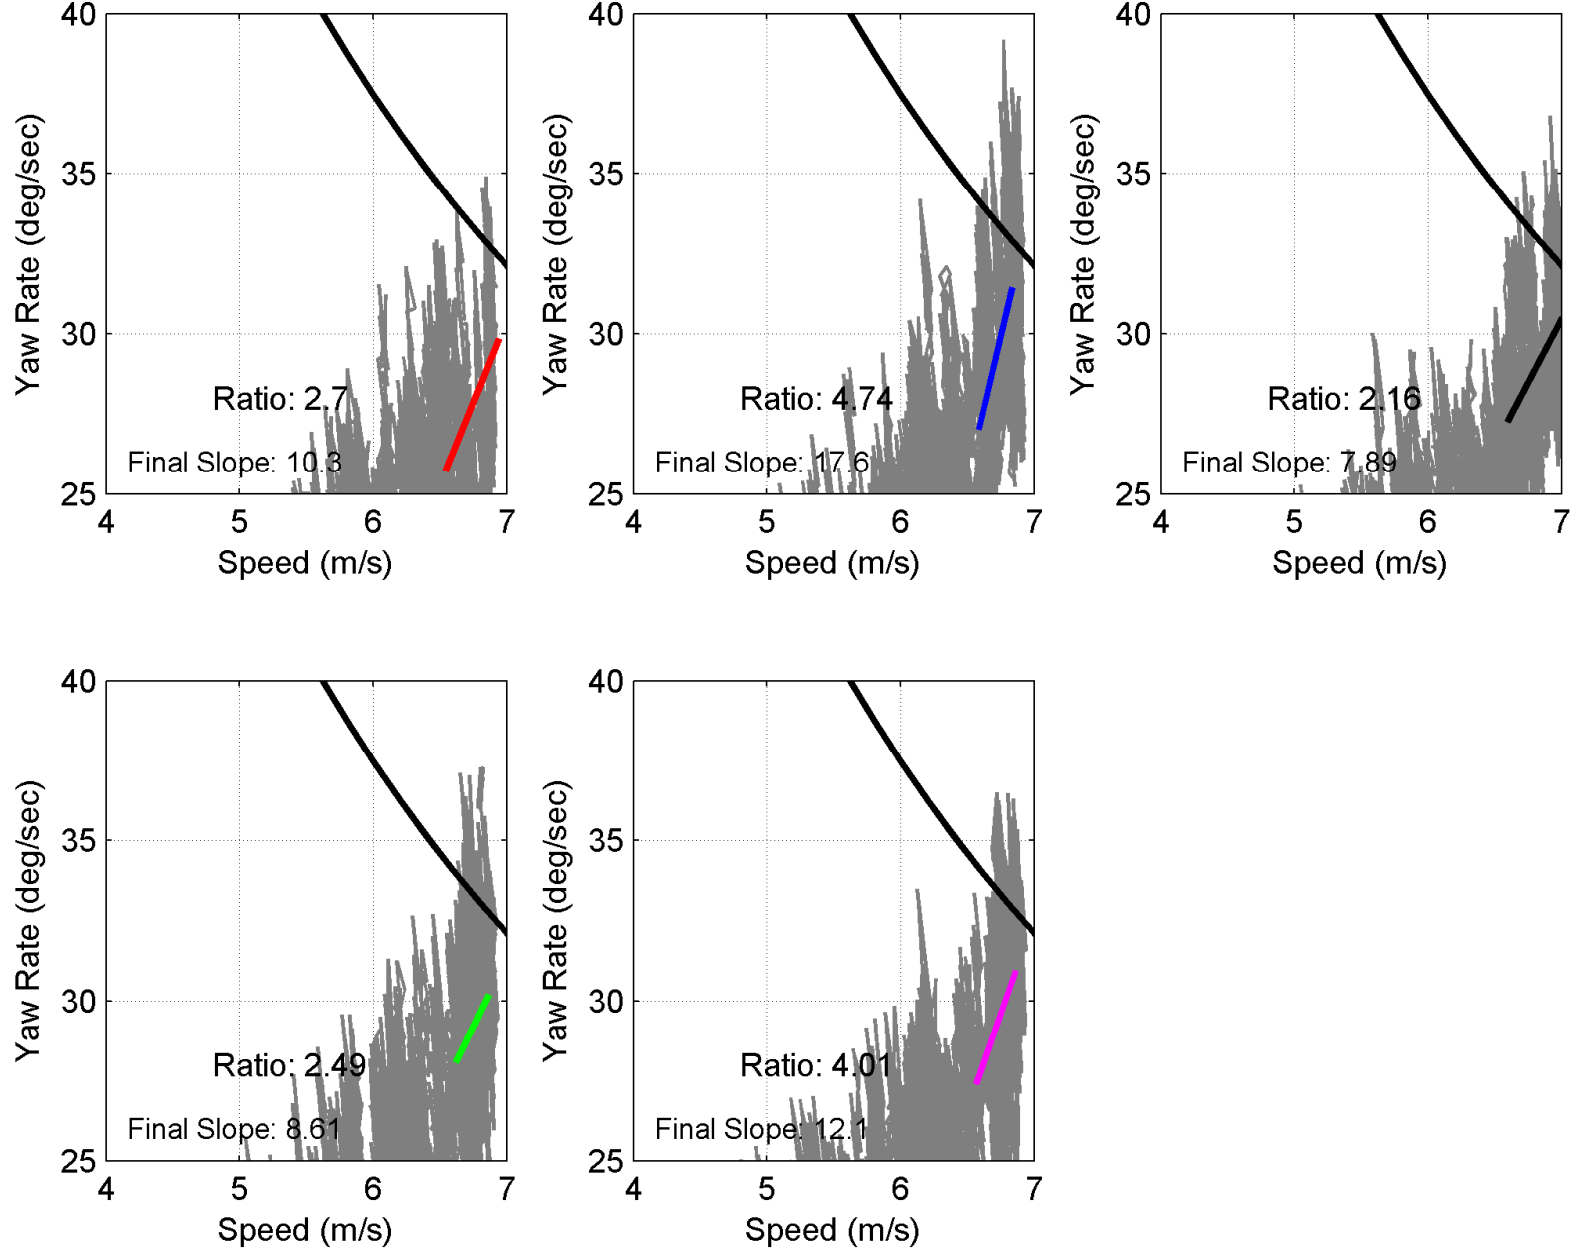 40
35
30
25
Yaw Rate (deg/sec)
Ratio: 2.7
Final Slope: 10.3
4 5 6 7
Speed (m/s)
40
35
30
25
Yaw Rate (deg/sec)
Ratio: 4.74
Final Slope: 17.6
4 5 6 7
Speed (m/s)
40
35
30
25
Yaw Rate (deg/sec)
Ratio: 2.16
Final Slope: 7.89
4 5 6 7
Speed (m/s)
40
35
30
25
Yaw Rate (deg/sec)
Ratio: 2.49
Final Slope: 8.61
4 5 6 7
Speed (m/s)
40
35
30
25
Yaw Rate (deg/sec)
Ratio: 4.01
Final Slope: 12.1
4 5 6 7
Speed (m/s)